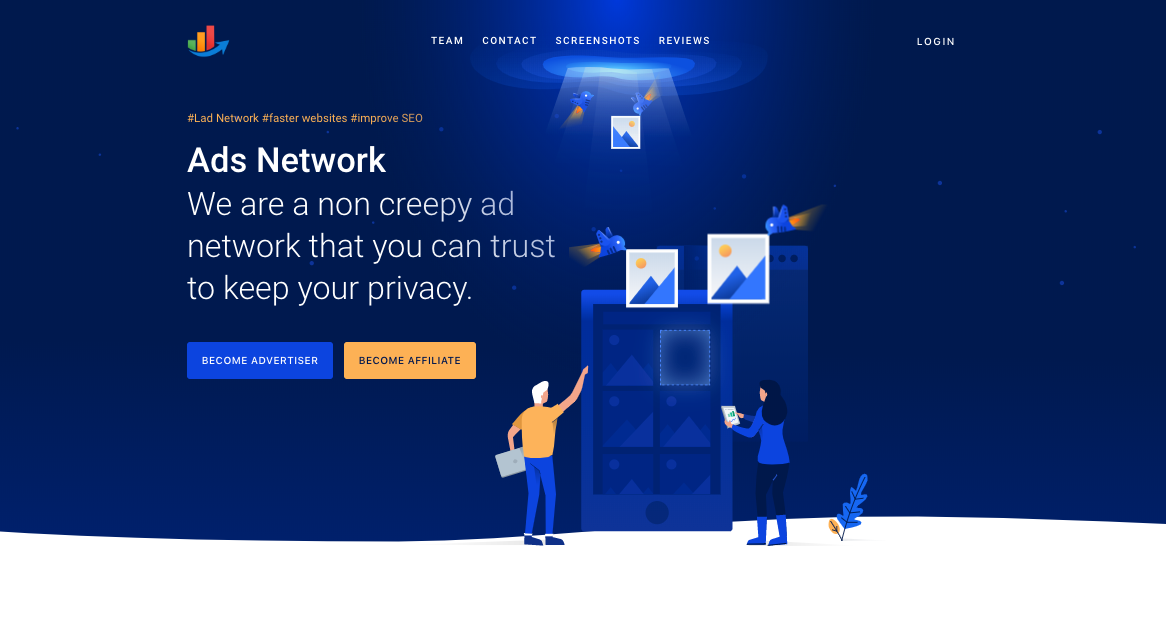 TEAM CONTACT SCREENSHOTS REVIEWS LOGIN
#Lad Network #faster websites #improve SEO
Ads Network
We are a non creepy ad
network that you can trust
to keep your privacy.
BECOME ADVERTISER BECOME AFFILIATE